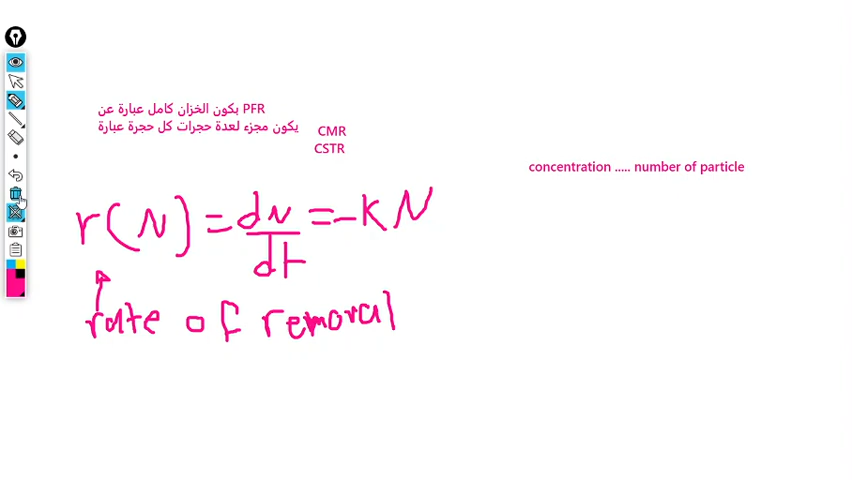 PFR يكون الخزان كامل عبارة عن
يكون مجزء لعدة حجرات كل حجرة عبارة
CMR
CSTR
concentration ..... number of particle
r(N) = dN/dt = -KN
rate of removal